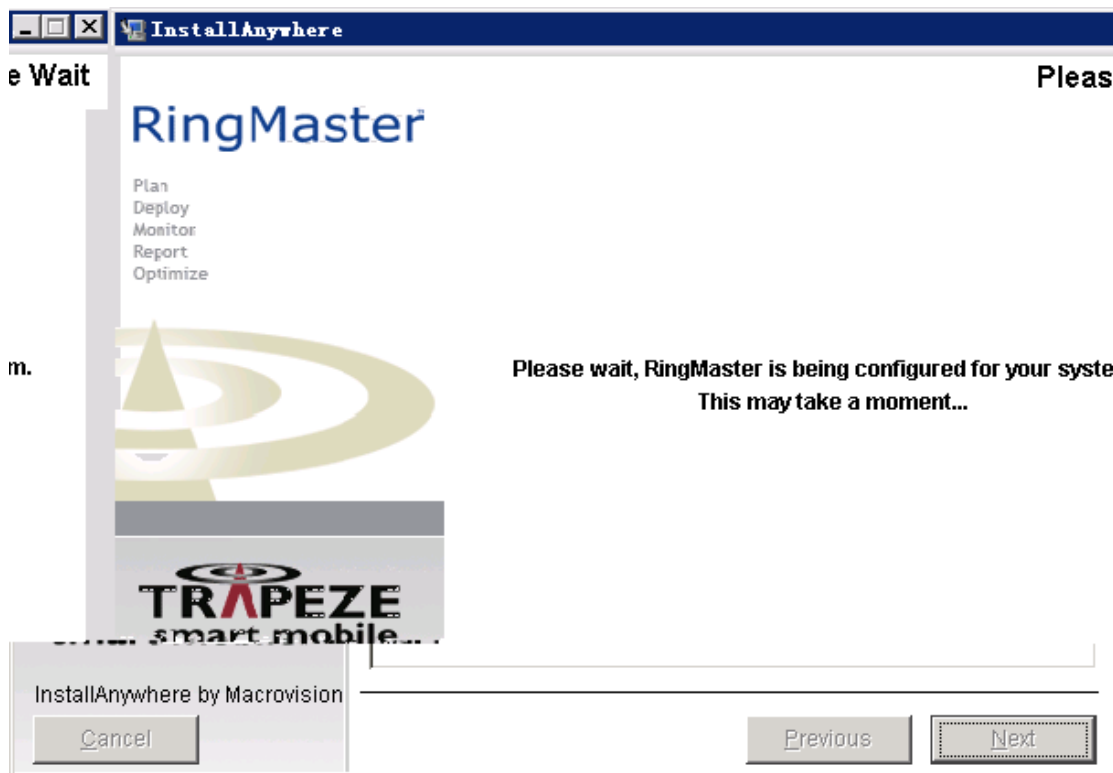 InstallAnywhere
e Wait
Pleas
RingMaster
Plan
Deploy
Monitor
Report
Optimize
m.
Please wait, RingMaster is being configured for your syste
This may take a moment...
TRAPEZE
smart mobile.
InstallAnywhere by Macrovision
Cancel
Previous
Next